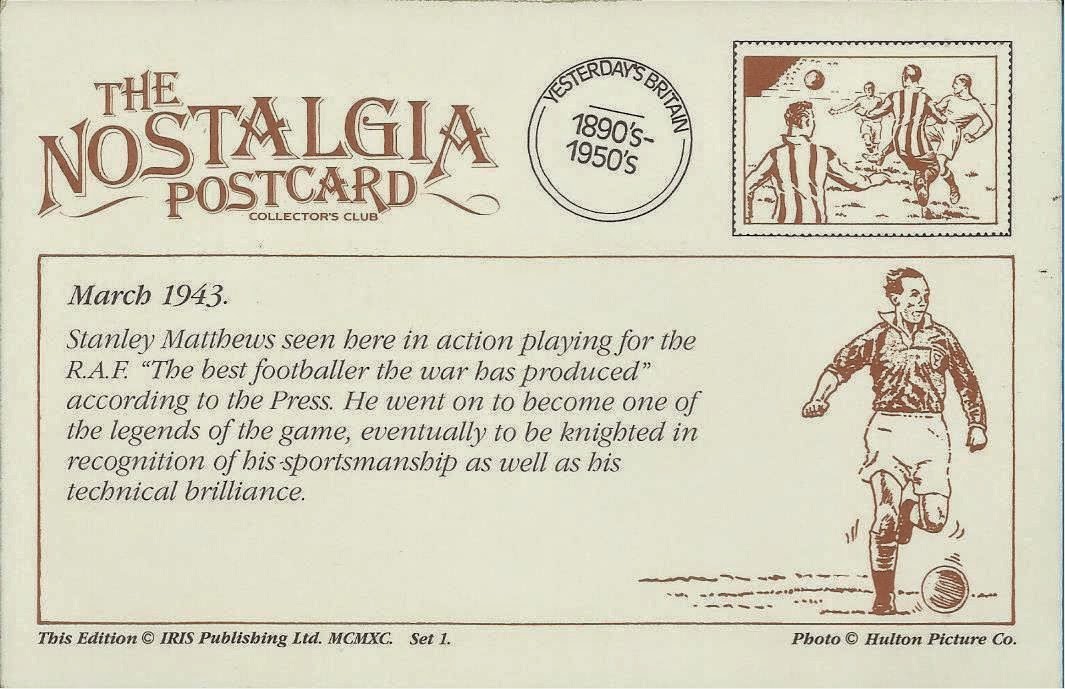 THE
NOSTALGIA
POSTCARD
COLLECTOR'S CLUB
YESTERDAY'S BRITAIN
1890's-
1950's
March 1943.
Stanley Matthews seen here in action playing for the
R.A.F. “The best footballer the war has produced”
according to the Press. He went on to become one of
the legends of the game, eventually to be knighted in
recognition of his sportsmanship as well as his
technical brilliance.
This Edition © IRIS Publishing Ltd. MCMXC. Set 1.
Photo © Hulton Picture Co.